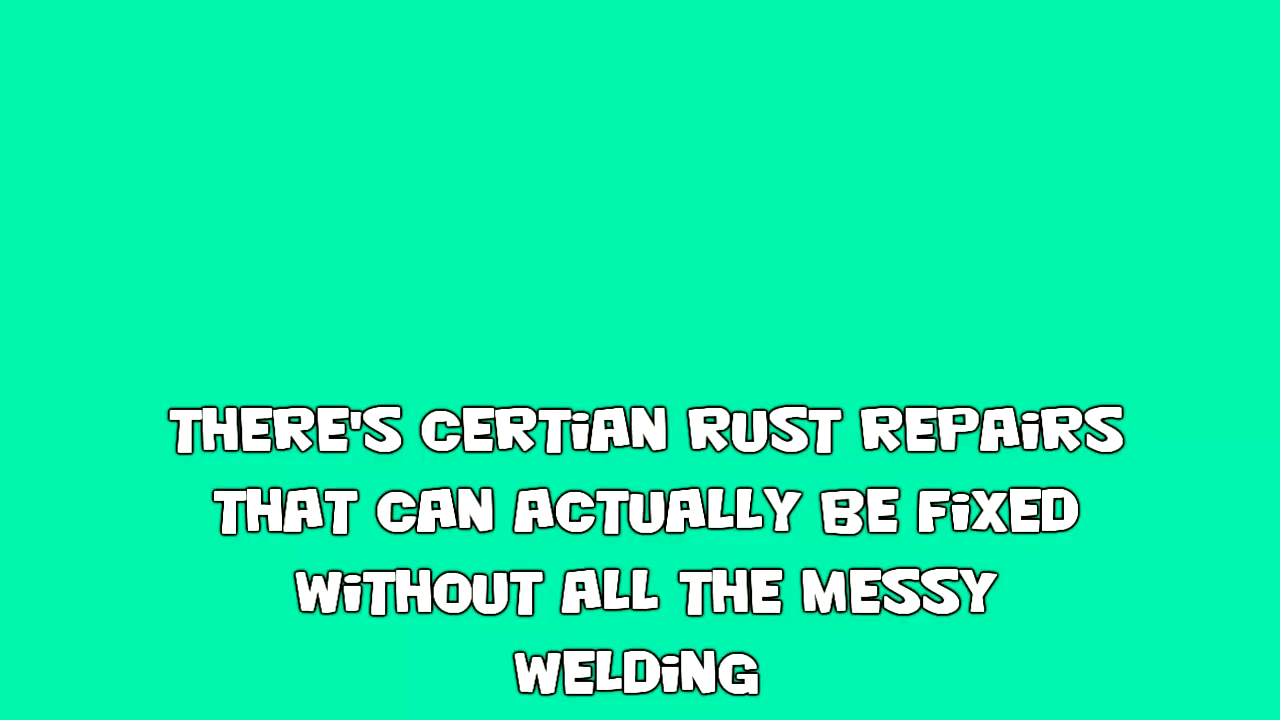 THERE'S CERTIAN RUST REPAIRS
THAT CAN ACTUALLY BE FiXED
WiTHOUT ALL THE MESSY
WELDiNG